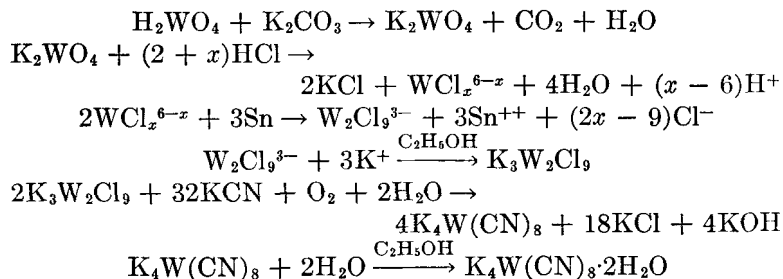 H₂WO₄ + K₂CO₃ → K₂WO₄ + CO₂ + H₂O
K₂WO₄ + (2 + x)HCl →
2KCl + WClₓ⁶⁻ˣ + 4H₂O + (x − 6)H⁺
2WClₓ⁶⁻ˣ + 3Sn → W₂Cl₉³⁻ + 3Sn⁺⁺ + (2x − 9)Cl⁻
C₂H₅OH
W₂Cl₉³⁻ + 3K⁺ ⟶ K₃W₂Cl₉
2K₃W₂Cl₉ + 32KCN + O₂ + 2H₂O →
4K₄W(CN)₈ + 18KCl + 4KOH
C₂H₅OH
K₄W(CN)₈ + 2H₂O ⟶ K₄W(CN)₈·2H₂O